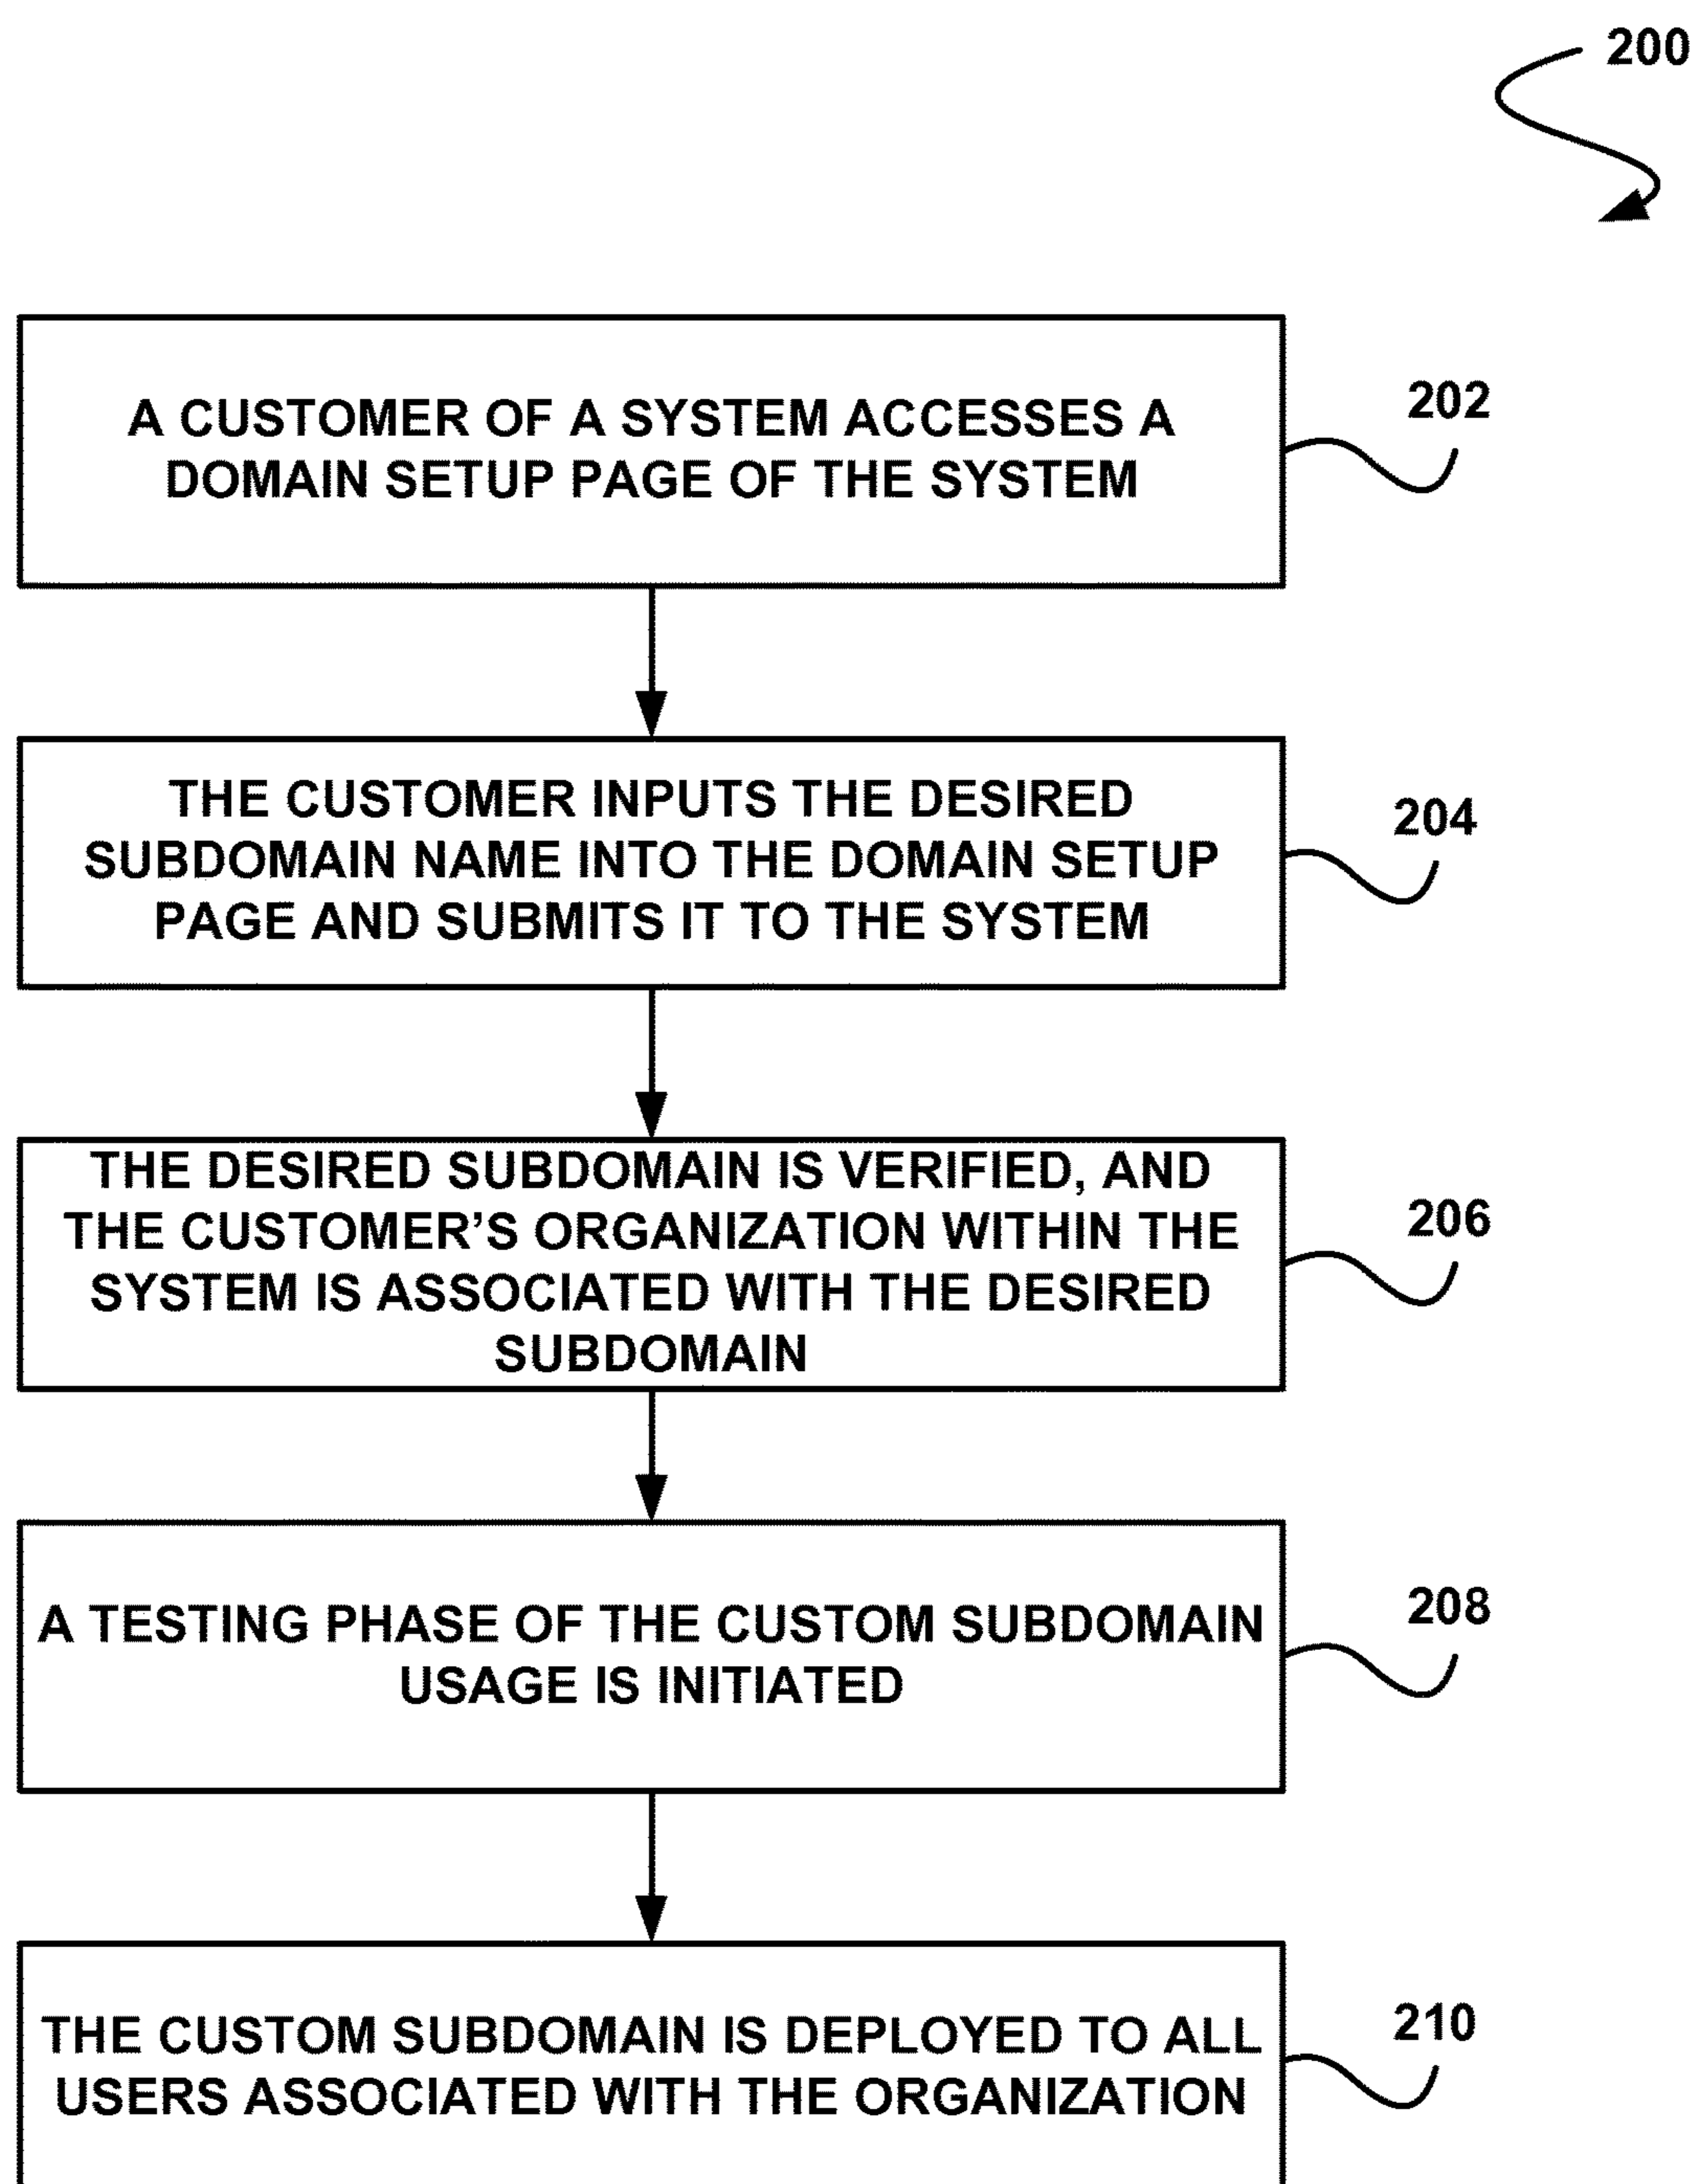 200
A CUSTOMER OF A SYSTEM ACCESSES A
DOMAIN SETUP PAGE OF THE SYSTEM
202
THE CUSTOMER INPUTS THE DESIRED
SUBDOMAIN NAME INTO THE DOMAIN SETUP
PAGE AND SUBMITS IT TO THE SYSTEM
204
THE DESIRED SUBDOMAIN IS VERIFIED, AND
THE CUSTOMER’S ORGANIZATION WITHIN THE
SYSTEM IS ASSOCIATED WITH THE DESIRED
SUBDOMAIN
206
A TESTING PHASE OF THE CUSTOM SUBDOMAIN
USAGE IS INITIATED
208
THE CUSTOM SUBDOMAIN IS DEPLOYED TO ALL
USERS ASSOCIATED WITH THE ORGANIZATION
210